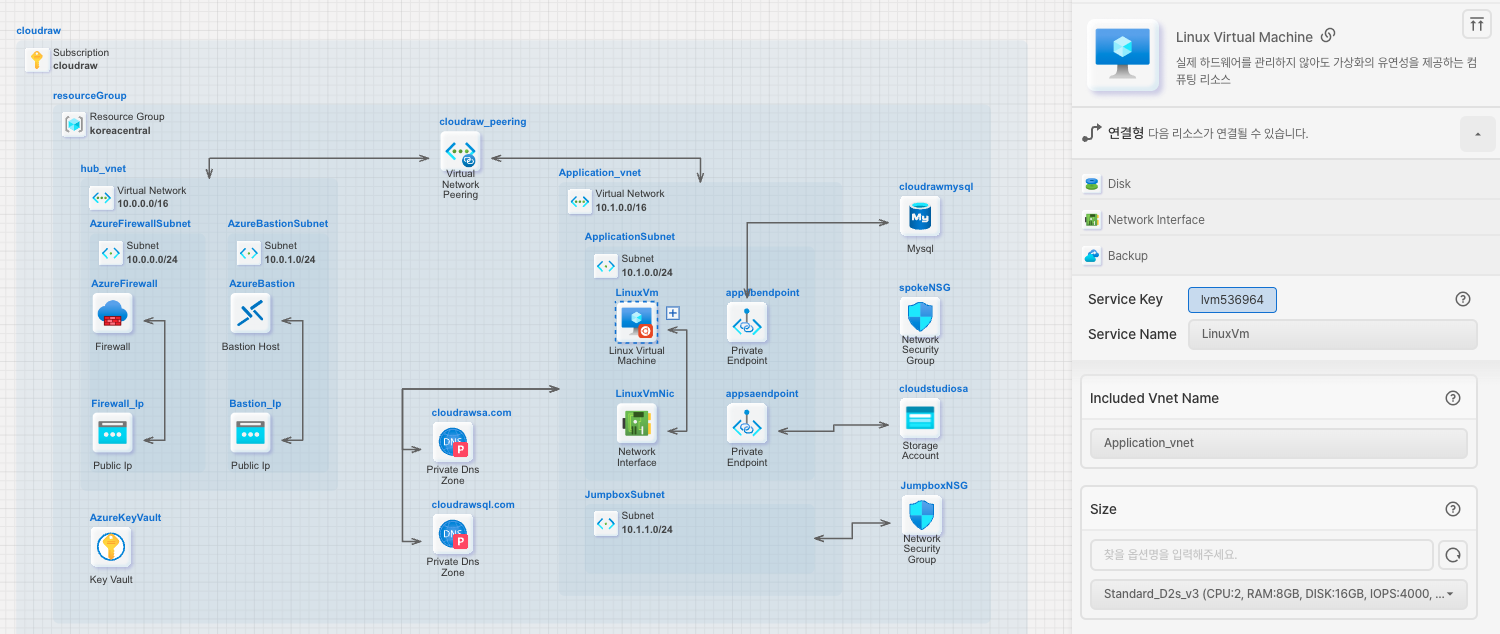 cloudraw
Subscription
cloudraw
resourceGroup
Resource Group
koreacentral
cloudraw_peering
Virtual
Network
Peering
hub_vnet
Virtual Network
10.0.0.0/16
AzureFirewallSubnet
Subnet
10.0.0.0/24
AzureBastionSubnet
Subnet
10.0.1.0/24
AzureFirewall
Firewall
AzureBastion
Bastion Host
Firewall_Ip
Public Ip
Bastion_Ip
Public Ip
AzureKeyVault
Key Vault
cloudrawsa.com
DNS
P
Private Dns
Zone
cloudrawsql.com
DNS
P
Private Dns
Zone
Application_vnet
Virtual Network
10.1.0.0/16
ApplicationSubnet
Subnet
10.1.0.0/24
LinuxVm
Linux Virtual
Machine
Private
Endpoint
LinuxVmNic
Network
Interface
appsaendpoint
Private
Endpoint
JumpboxSubnet
Subnet
10.1.1.0/24
cloudrawmysql
My
Mysql
spokeNSG
Network
Security
Group
cloudstudiosa
Storage
Account
JumpboxNSG
Network
Security
Group
Linux Virtual Machine
실제 하드웨어를 관리하지 않아도 가상화의 유연성을 제공하는 컴
퓨팅 리소스
연결형 다음 리소스가 연결될 수 있습니다.
Disk
Network Interface
Backup
Service Key
lvm536964
Service Name
LinuxVm
Included Vnet Name
Application_vnet
Size
찾을 옵션명을 입력해주세요.
Standard_D2s_v3 (CPU:2, RAM:8GB, DISK:16GB, IOPS:4000, ...